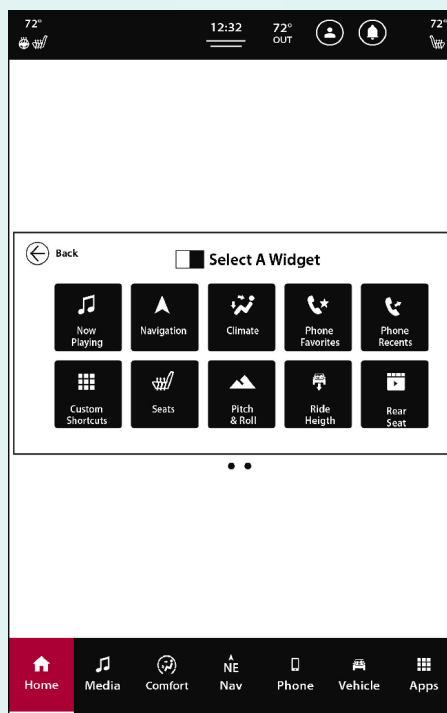 72°
12:32
72°
OUT
72°
Back
Select A Widget
Now
Playing
Navigation
Climate
Phone
Favorites
Phone
Recents
Custom
Shortcuts
Seats
Pitch
& Roll
Ride
Heigth
Rear
Seat
Home
Media
Comfort
NE
Nav
Phone
Vehicle
Apps